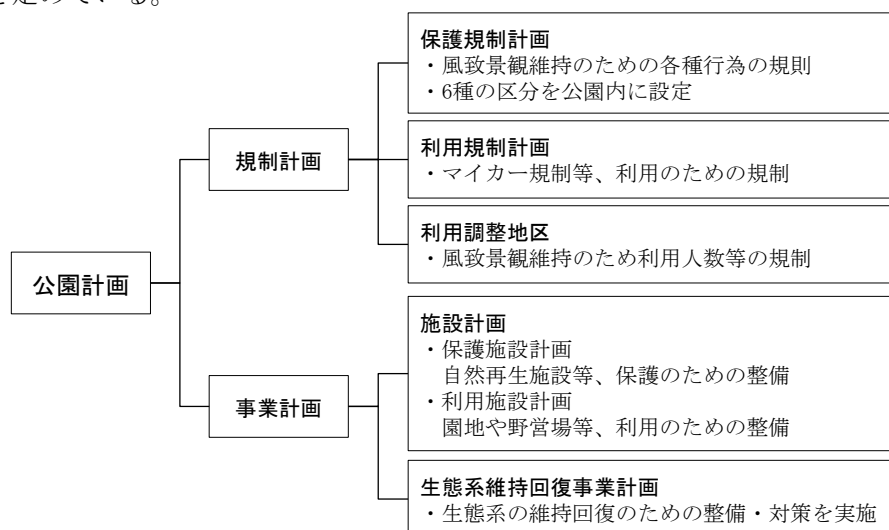 を定めている。
公園計画
規制計画
保護規制計画
・風致景観維持のための各種行為の規則
・6種の区分を公園内に設定
利用規制計画
・マイカー規制等、利用のための規制
利用調整地区
・風致景観維持のため利用人数等の規制
事業計画
施設計画
・保護施設計画
自然再生施設等、保護のための整備
・利用施設計画
園地や野営場等、利用のための整備
生態系維持回復事業計画
・生態系の維持回復のための整備・対策を実施